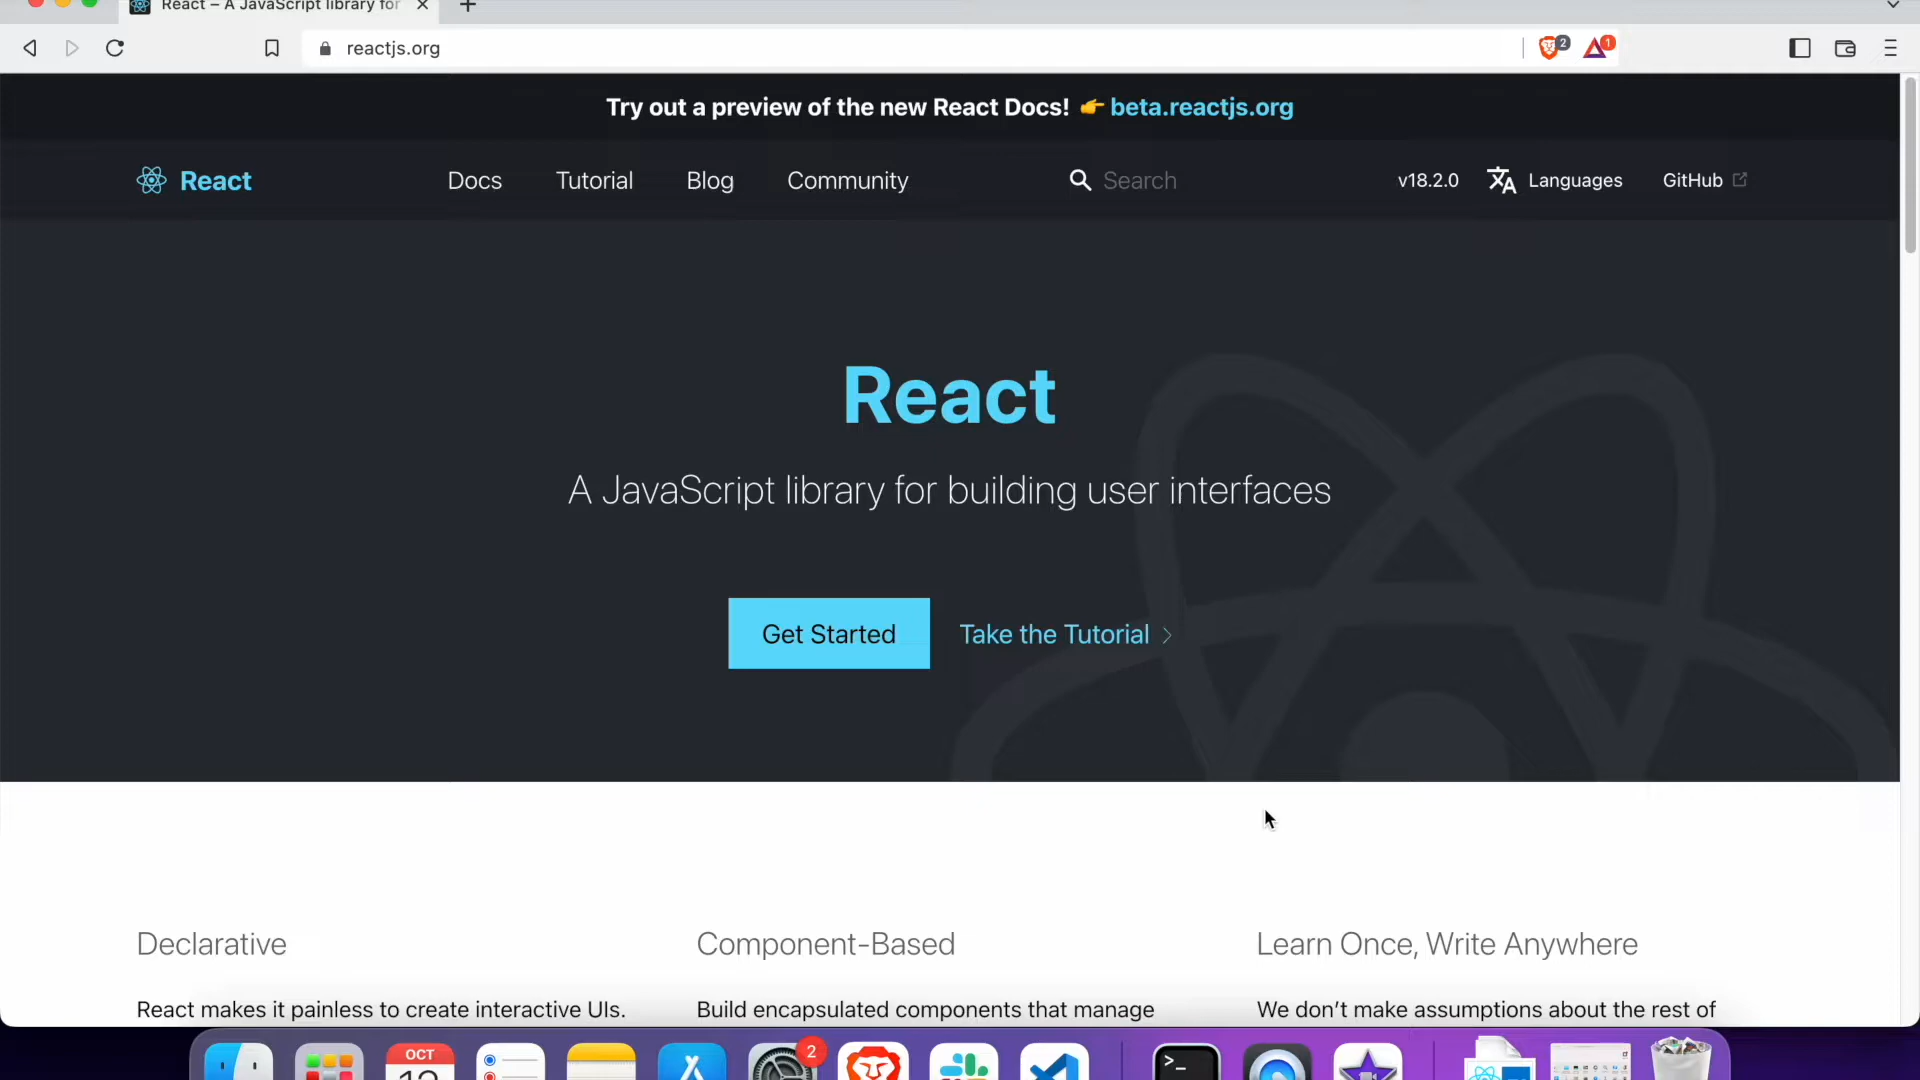 React – A JavaScript library for
reactjs.org
2
1
Try out a preview of the new React Docs! 👉 beta.reactjs.org
React
Docs
Tutorial
Blog
Community
Search
v18.2.0
Languages
GitHub
React
A JavaScript library for building user interfaces
Get Started
Take the Tutorial
Declarative
Component-Based
Learn Once, Write Anywhere
React makes it painless to create interactive UIs.
Build encapsulated components that manage
We don't make assumptions about the rest of
OCT
2
>_